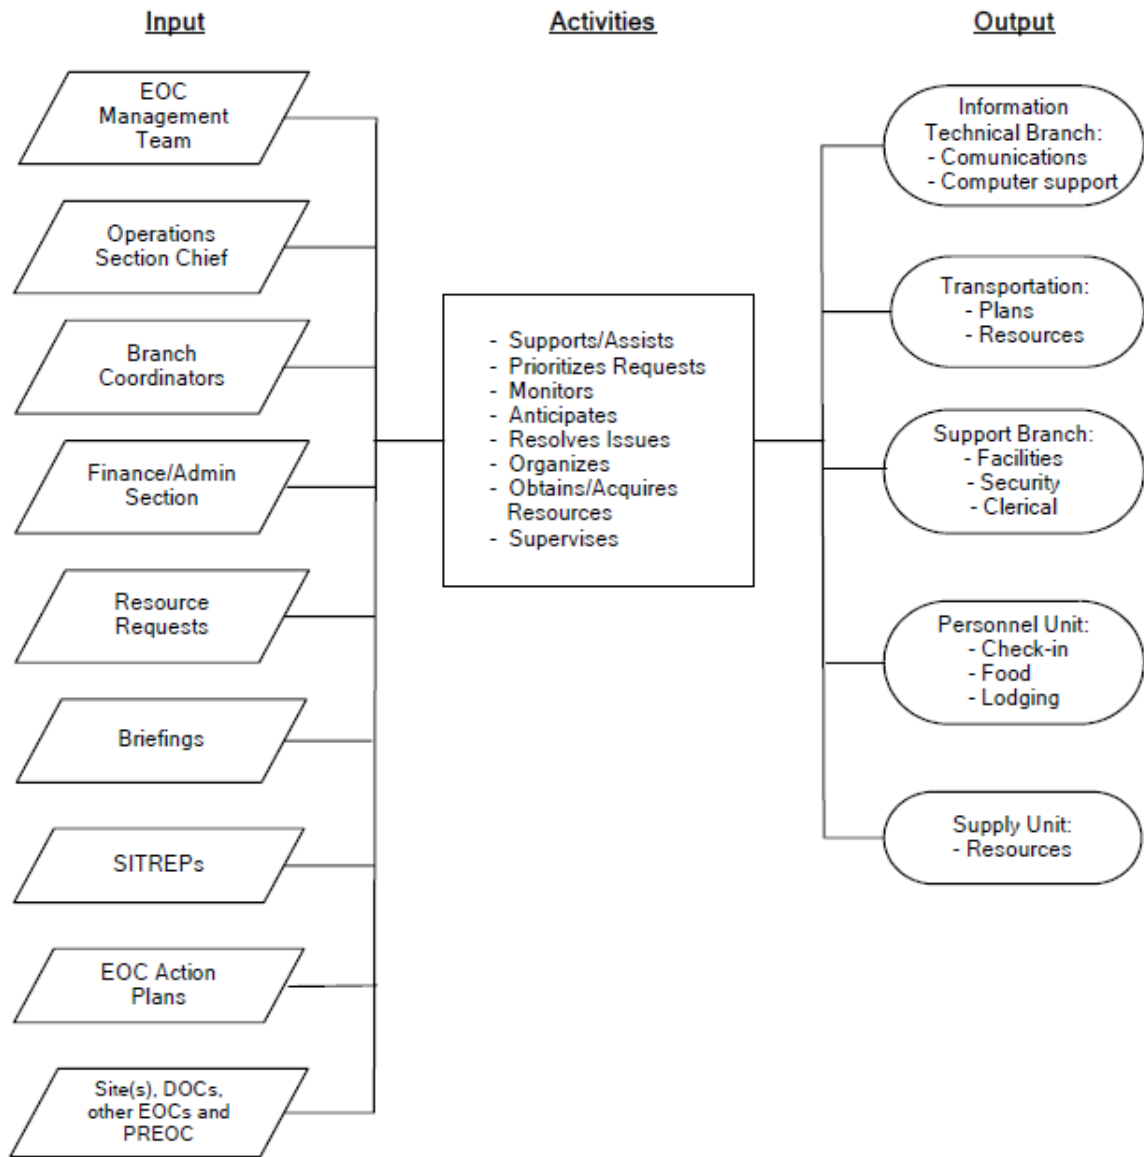 Input
EOC
Management
Team
Operations
Section Chief
Branch
Coordinators
Finance/Admin
Section
Resource
Requests
Briefings
SITREPs
EOC Action
Plans
Site(s), DOCs,
other EOCs and
PREOC
Activities
- Supports/Assists
- Prioritizes Requests
- Monitors
- Anticipates
- Resolves Issues
- Organizes
- Obtains/Acquires
Resources
- Supervises
Output
Information
Technical Branch:
- Comunications
- Computer support
Transportation:
- Plans
- Resources
Support Branch:
- Facilities
- Security
- Clerical
Personnel Unit:
- Check-in
- Food
- Lodging
Supply Unit:
- Resources